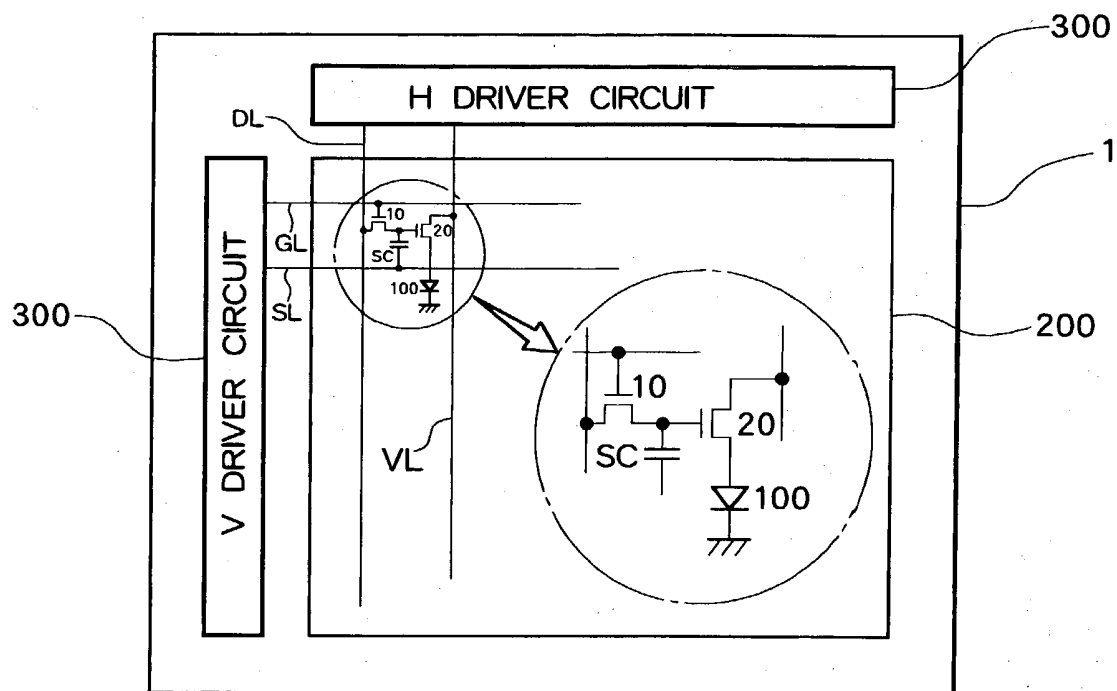 300
H DRIVER CIRCUIT
DL
1
10
20
GL
SC
100
SL
300
V DRIVER CIRCUIT
200
10
20
VL
SC
100